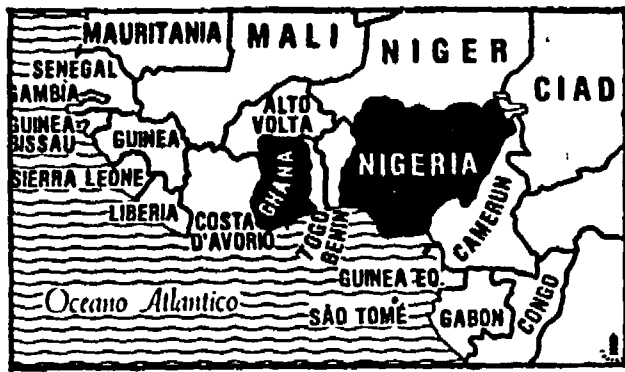 MAURITANIA
MALI
NIGER
CIAD
SENEGAL
GAMBIA
GUINEA
BISSAU
GUINEA
ALTO
VOLTA
SIERRA LEONE
LIBERIA
COSTA
D'AVORIO
GHANA
TOGO
BENIN
NIGERIA
CAMERUN
GUINEA EQ.
SÃO TOMÉ
GABON
CONGO
Oceano Atlantico